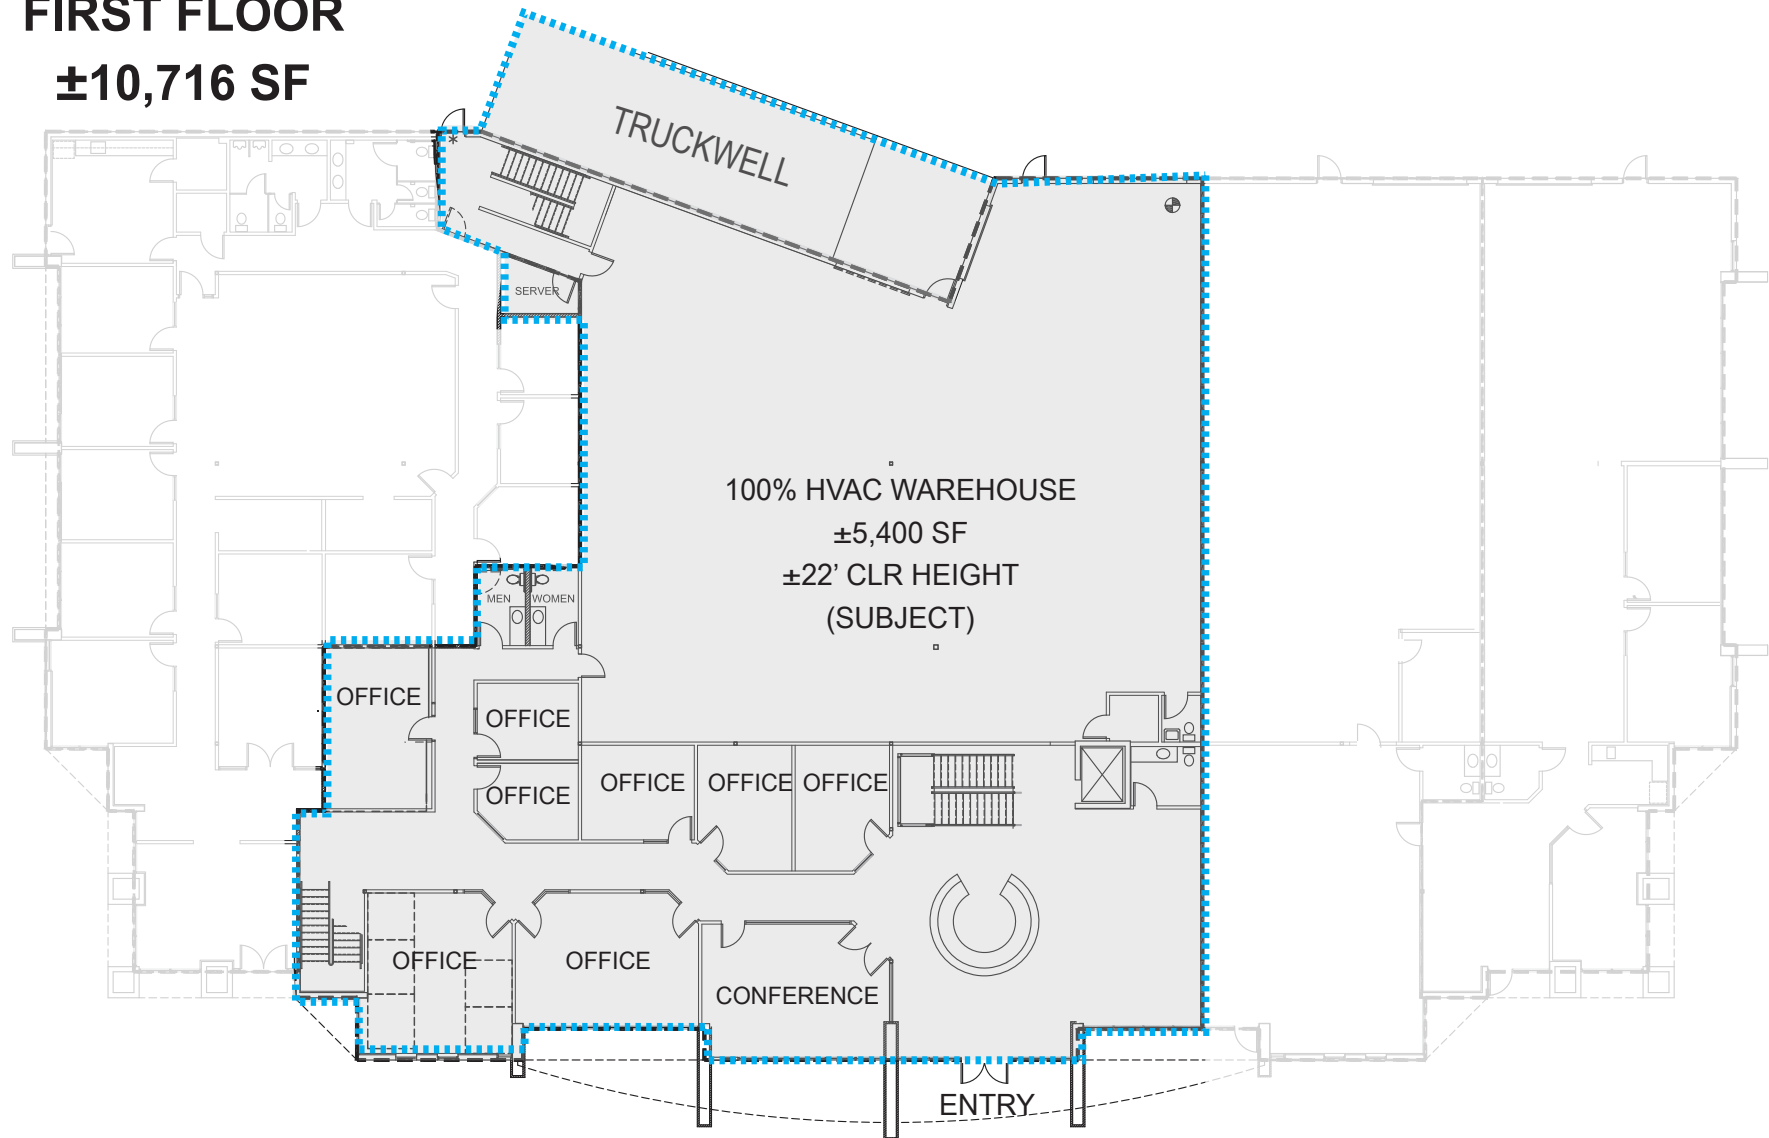 FIRST FLOOR
±10,716 SF
TRUCKWELL
*
SERVER
100% HVAC WAREHOUSE
±5,400 SF
±22’ CLR HEIGHT
(SUBJECT)
MEN
WOMEN
OFFICE
OFFICE
OFFICE
OFFICE
OFFICE
OFFICE
OFFICE
OFFICE
CONFERENCE
ENTRY